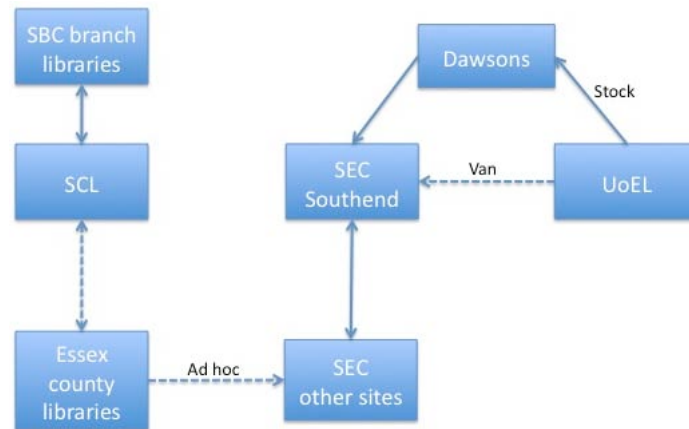 SBC branch
libraries
Dawsons
Stock
SCL
SEC
Southend
Van
UoEL
Essex
county
libraries
Ad hoc
SEC
other sites